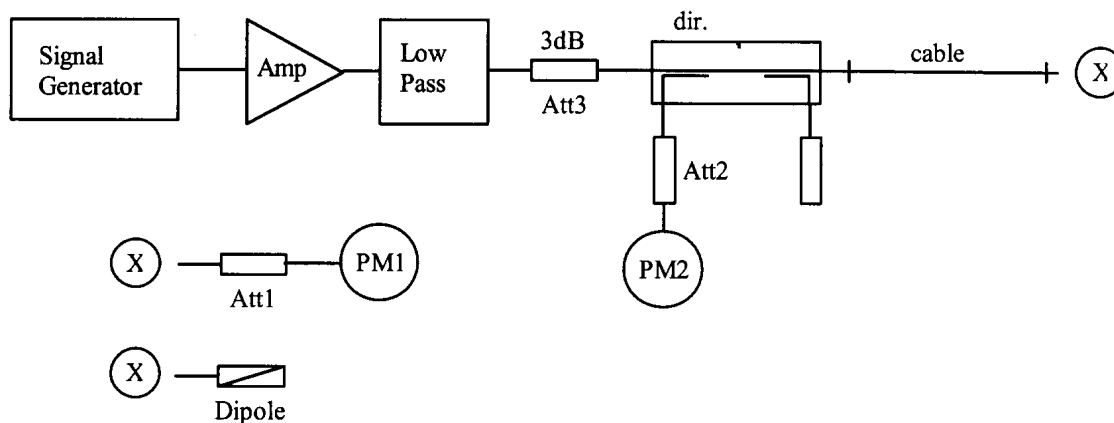 Signal
Generator
Amp
Low
Pass
3dB
Att3
dir.
cable
X
Att2
PM2
X
Att1
PM1
X
Dipole